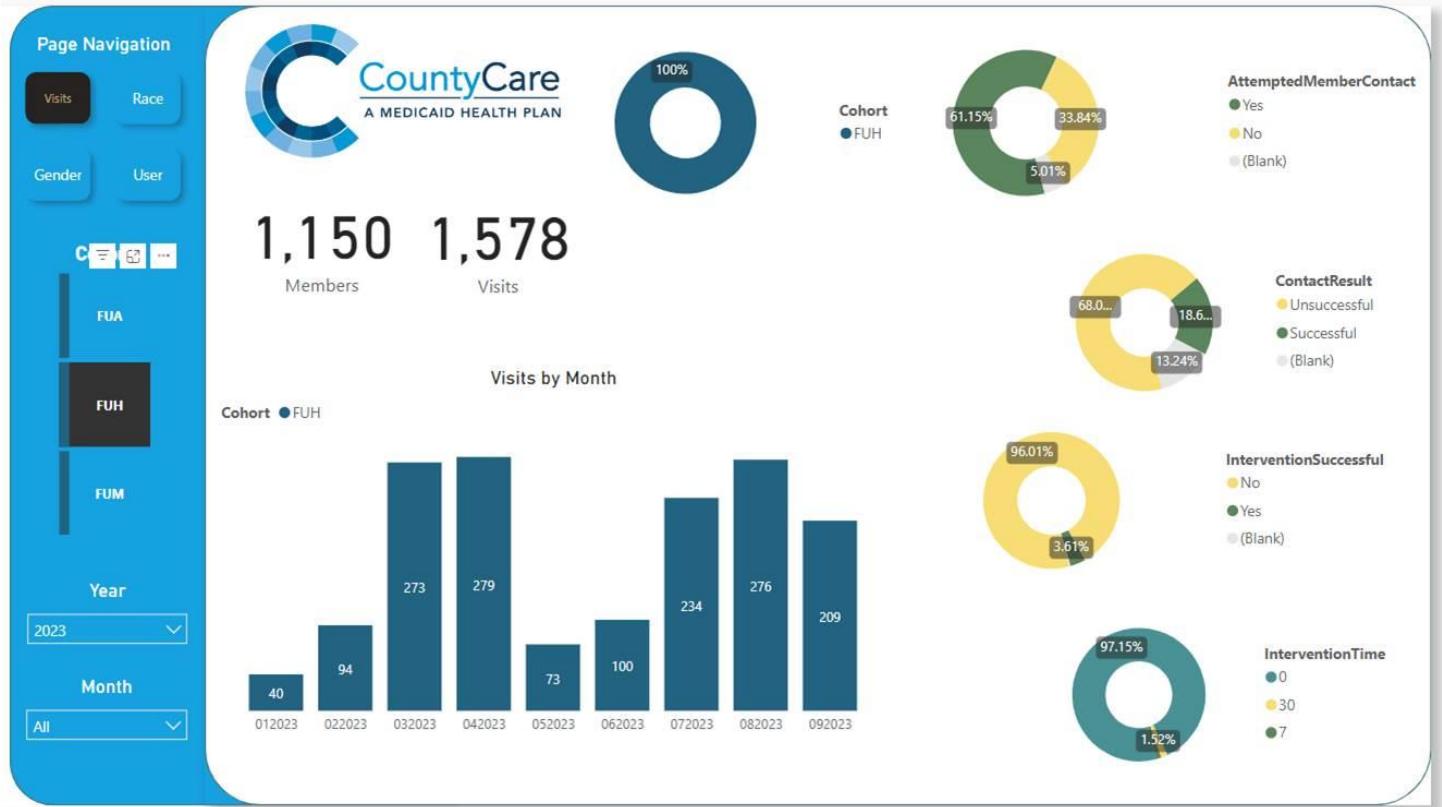 Page Navigation
Visits
Race
Gender
User
FUA
FUH
FUM
Year
2023
Month
All
CountyCare
A MEDICAID HEALTH PLAN
1,150
Members
1,578
Visits
100%
Cohort
FUH
61.15%
33.84%
5.01%
AttemptedMemberContact
Yes
No
(Blank)
68.0...
18.6...
13.24%
ContactResult
Unsuccessful
Successful
(Blank)
Visits by Month
Cohort FUH
40
94
273
279
73
100
234
276
209
012023 022023 032023 042023 052023 062023 072023 082023 092023
96.01%
3.61%
InterventionSuccessful
No
Yes
(Blank)
97.15%
1.52%
InterventionTime
0
30
7